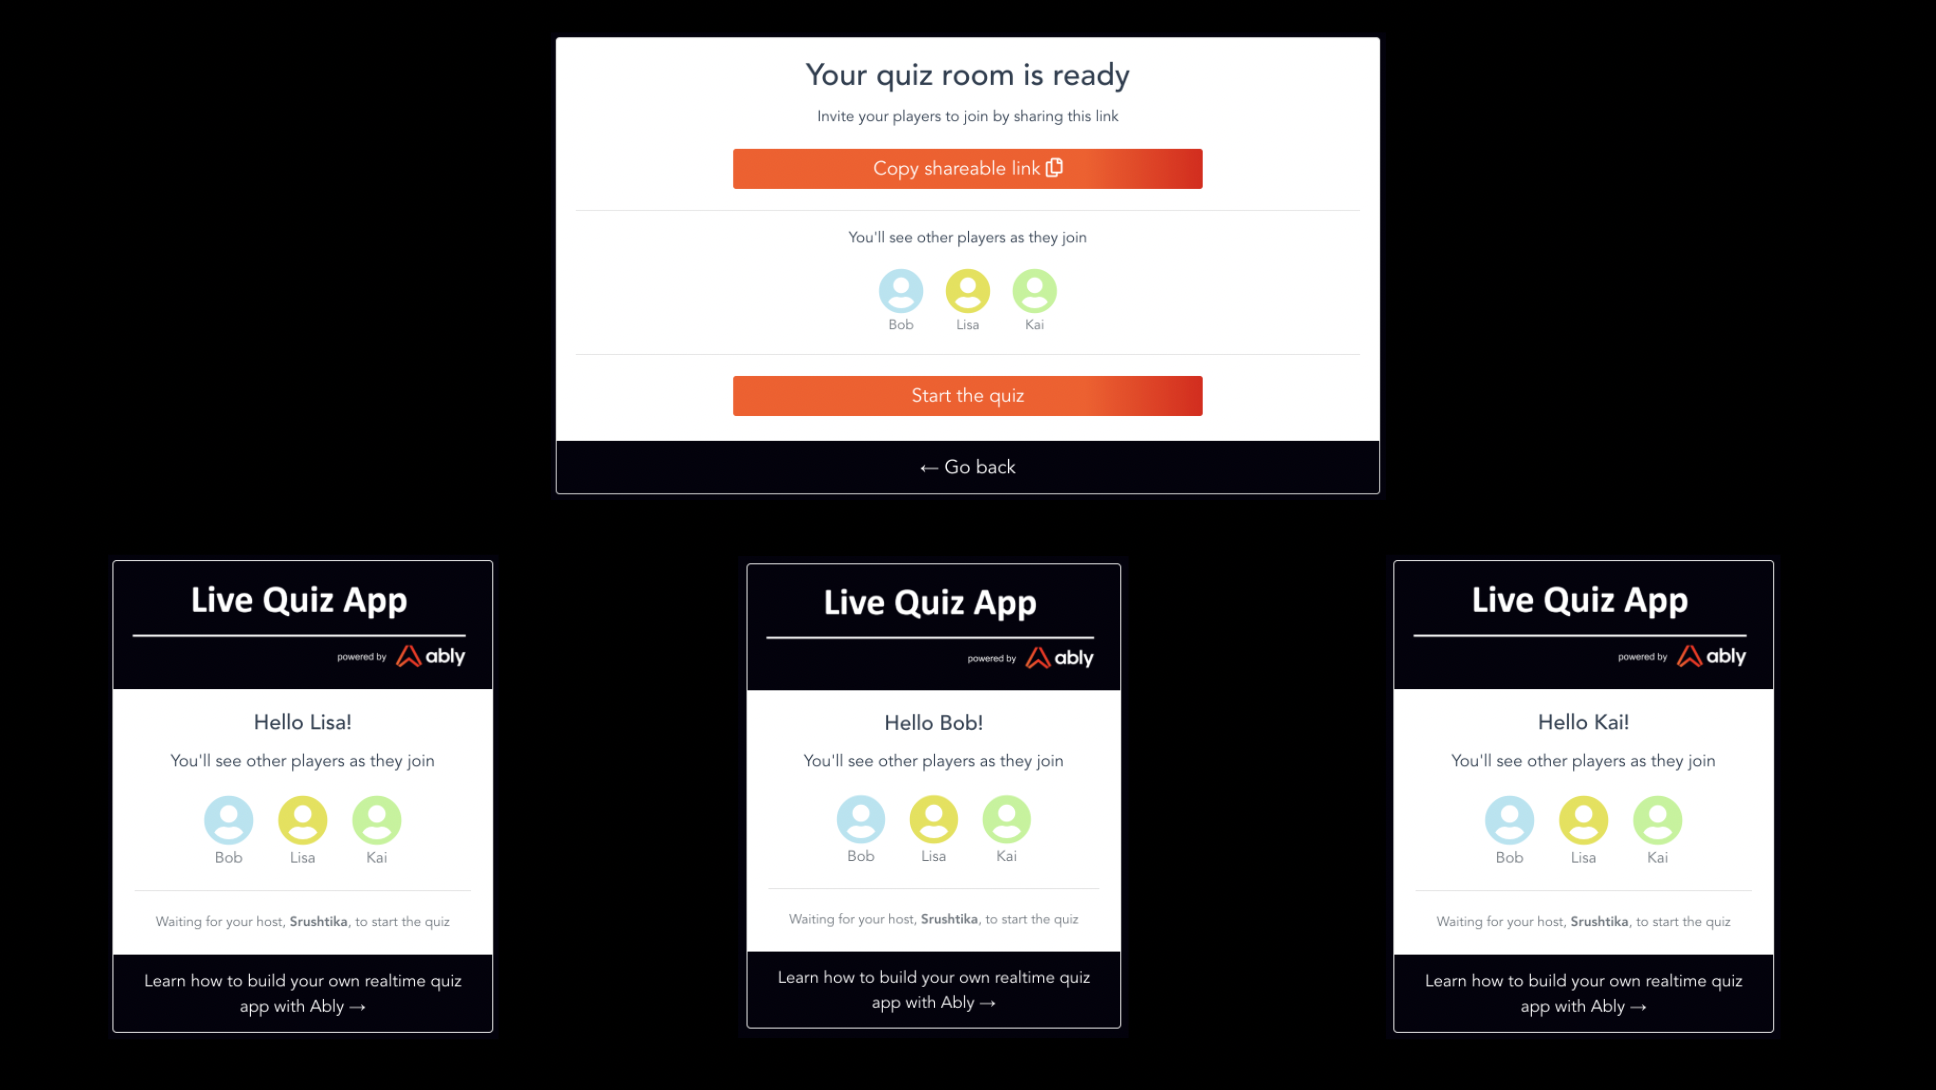 Your quiz room is ready
Invite your players to join by sharing this link
Copy shareable link
You'll see other players as they join
Bob Lisa Kai
Start the quiz
← Go back
Live Quiz App
powered by ably
Hello Lisa!
You'll see other players as they join
Bob Lisa Kai
Waiting for your host, Srushtika, to start the quiz
Learn how to build your own realtime quiz
app with Ably →
Live Quiz App
powered by ably
Hello Bob!
You'll see other players as they join
Bob Lisa Kai
Waiting for your host, Srushtika, to start the quiz
Learn how to build your own realtime quiz
app with Ably →
Live Quiz App
powered by ably
Hello Kai!
You'll see other players as they join
Bob Lisa Kai
Waiting for your host, Srushtika, to start the quiz
Learn how to build your own realtime quiz
app with Ably →